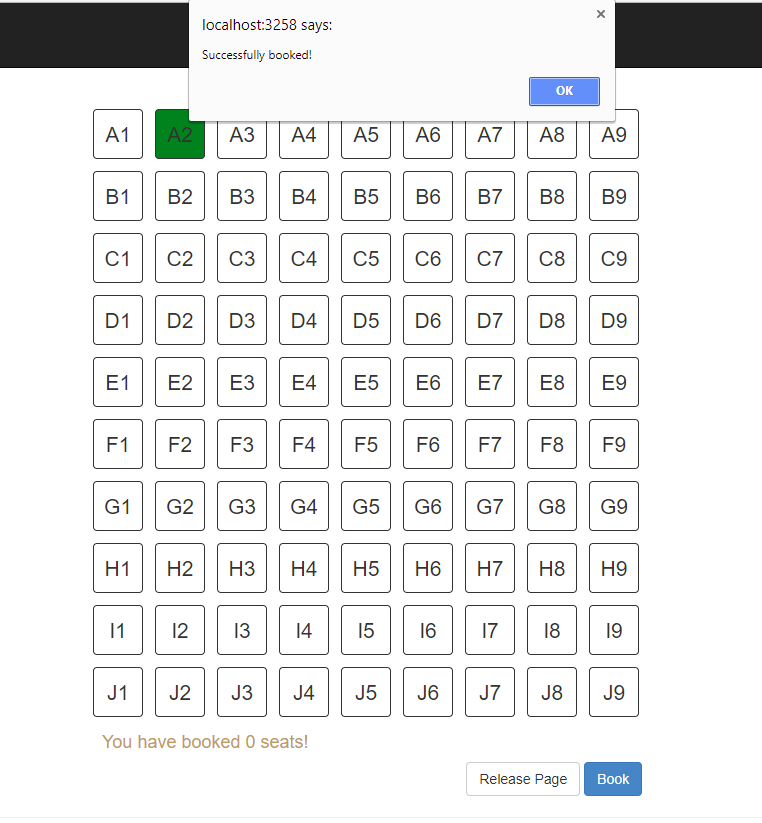 localhost:3258 says:
Successfully booked!
OK
A1 A2 A3 A4 A5 A6 A7 A8 A9
B1 B2 B3 B4 B5 B6 B7 B8 B9
C1 C2 C3 C4 C5 C6 C7 C8 C9
D1 D2 D3 D4 D5 D6 D7 D8 D9
E1 E2 E3 E4 E5 E6 E7 E8 E9
F1 F2 F3 F4 F5 F6 F7 F8 F9
G1 G2 G3 G4 G5 G6 G7 G8 G9
H1 H2 H3 H4 H5 H6 H7 H8 H9
I1 I2 I3 I4 I5 I6 I7 I8 I9
J1 J2 J3 J4 J5 J6 J7 J8 J9
You have booked 0 seats!
Release Page Book